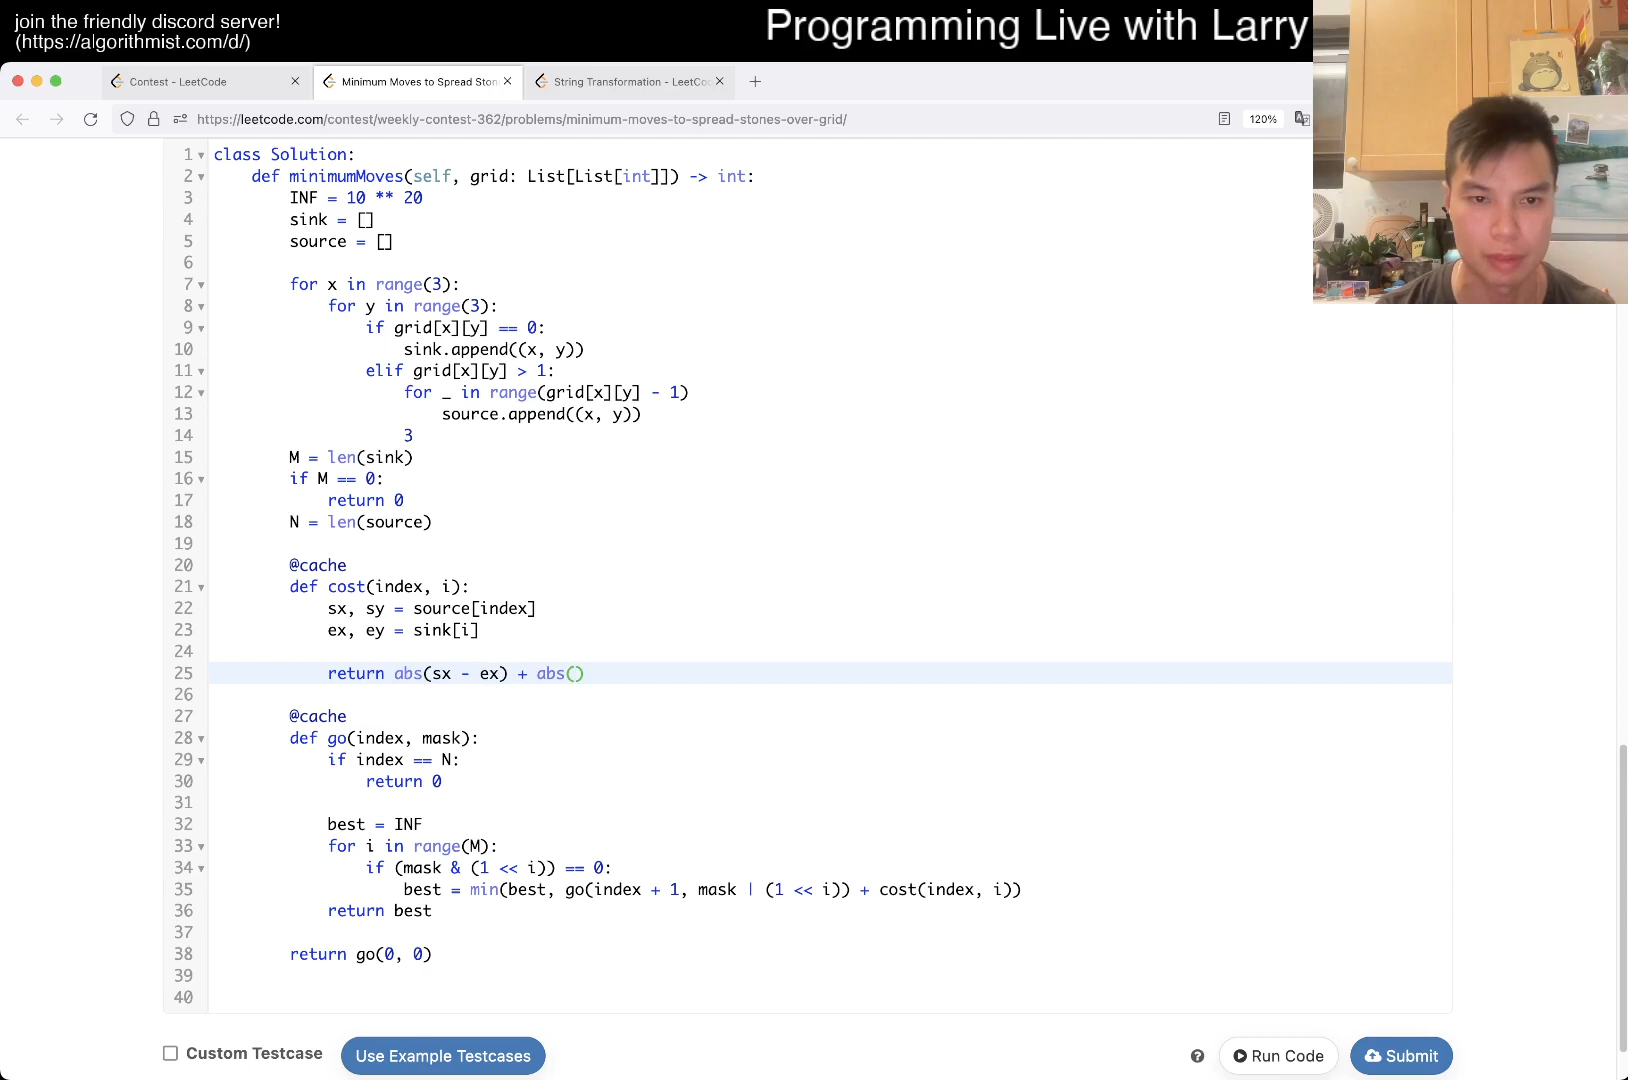 join the friendly discord server!
(https://algorithmist.com/d/)
Programming Live with Larry
Contest - LeetCode
Minimum Moves to Spread Ston
String Transformation - LeetCo
https://leetcode.com/contest/weekly-contest-362/problems/minimum-moves-to-spread-stones-over-grid/
120%
1 class Solution:
2     def minimumMoves(self, grid: List[List[int]]) -> int:
3         INF = 10 ** 20
4         sink = []
5         source = []
6
7         for x in range(3):
8             for y in range(3):
9                 if grid[x][y] == 0:
10                     sink.append((x, y))
11                 elif grid[x][y] > 1:
12                     for _ in range(grid[x][y] - 1)
13                         source.append((x, y))
14                     3
15         M = len(sink)
16         if M == 0:
17             return 0
18         N = len(source)
19
20         @cache
21         def cost(index, i):
22             sx, sy = source[index]
23             ex, ey = sink[i]
24
25             return abs(sx - ex) + abs()
26
27         @cache
28         def go(index, mask):
29             if index == N:
30                 return 0
31
32             best = INF
33             for i in range(M):
34                 if (mask & (1 << i)) == 0:
35                     best = min(best, go(index + 1, mask | (1 << i)) + cost(index, i))
36             return best
37
38         return go(0, 0)
39
40
Custom Testcase
Use Example Testcases
?
Run Code
Submit